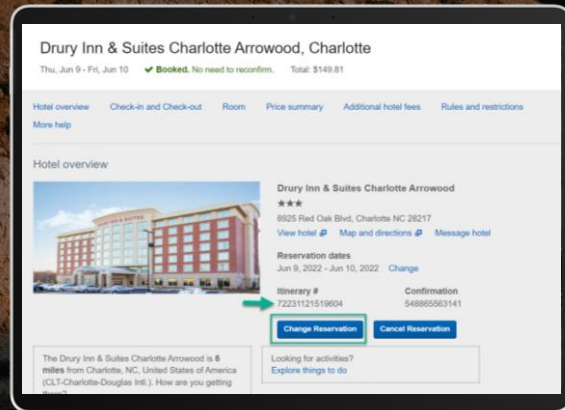 Drury Inn & Suites Charlotte Arrowood, Charlotte
Thu, Jun 9 - Fri, Jun 10 ✔ Booked. No need to reconfirm. Total: $149.81
Hotel overview Check-in and Check-out Room Price summary Additional hotel fees Rules and restrictions
More help
Hotel overview
Drury Inn & Suites Charlotte Arrowood
★★★
8925 Red Oak Blvd, Charlotte NC 28217
View hotel Map and directions Message hotel
Reservation dates
Jun 9, 2022 - Jun 10, 2022 Change
Itinerary # Confirmation
72231121519604 548865563141
Change Reservation Cancel Reservation
The Drury Inn & Suites Charlotte Arrowood is 6
miles from Charlotte, NC, United States of America
(CLT-Charlotte-Douglas Intl.). How are you getting
there?
Looking for activities?
Explore things to do